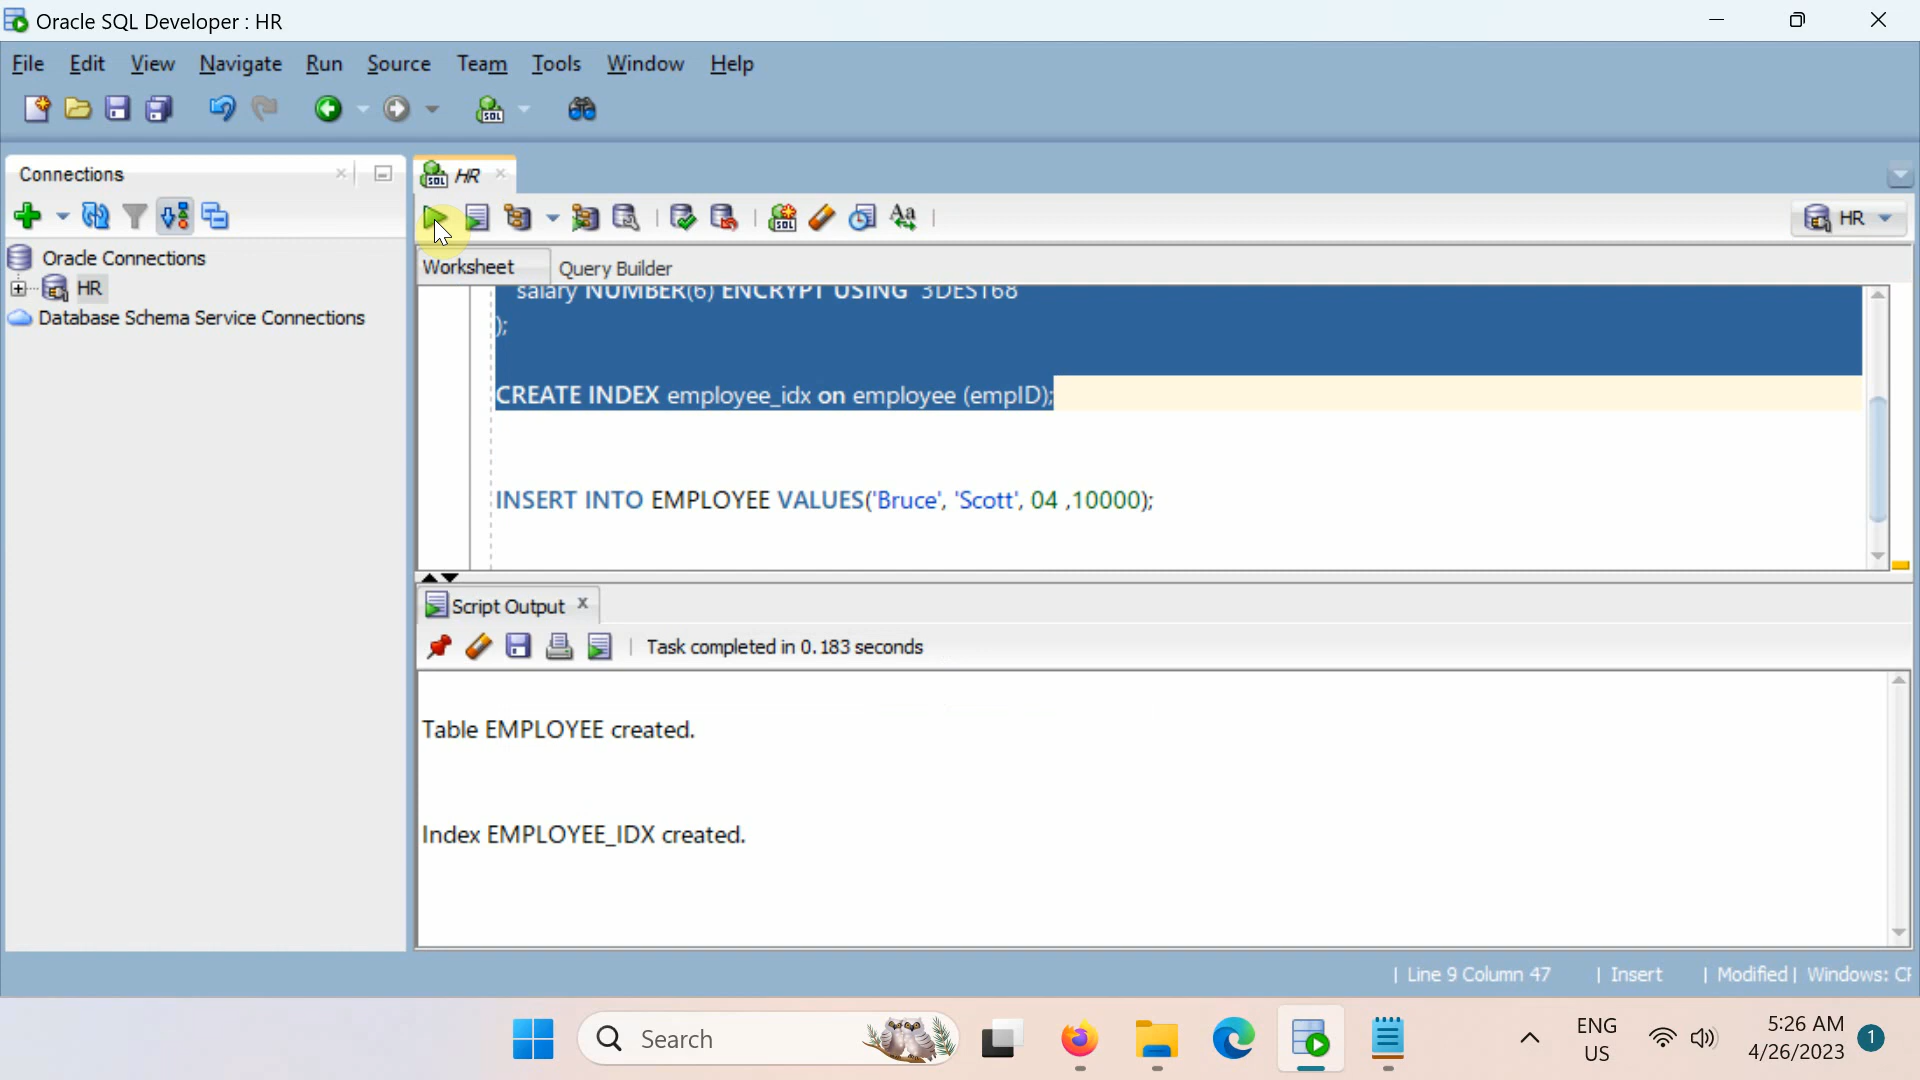 Oracle SQL Developer : HR
File Edit View Navigate Run Source Team Tools Window Help
Connections
HR
HR
Oracle Connections
HR
Database Schema Service Connections
Worksheet
Query Builder
salary NUMBER(6) ENCRYPT USING '3DES168'
);
CREATE INDEX employee_idx on employee (empID);
INSERT INTO EMPLOYEE VALUES('Bruce', 'Scott', 04 ,10000);
Script Output
Task completed in 0.183 seconds
Table EMPLOYEE created.
Index EMPLOYEE_IDX created.
Line 9 Column 47 | Insert | Modified | Windows: CR
Search
ENG
US
5:26 AM
4/26/2023
1